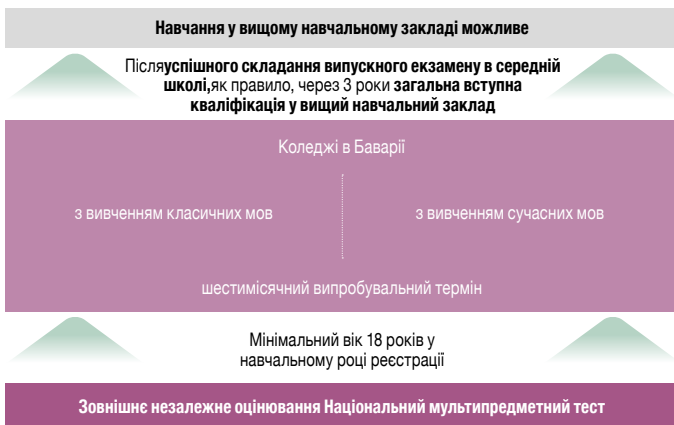 Навчання у вищому навчальному закладі можливе
Післяуспішного складання випускного екзамену в середній
школі,як правило, через 3 роки загальна вступна
кваліфікація у вищий навчальний заклад
Коледжі в Баварії
з вивченням класичних мов
з вивченням сучасних мов
шестимісячний випробувальний термін
Мінімальний вік 18 років у
навчальному році реєстрації
Зовнішнє незалежне оцінювання Національний мультипредметний тест